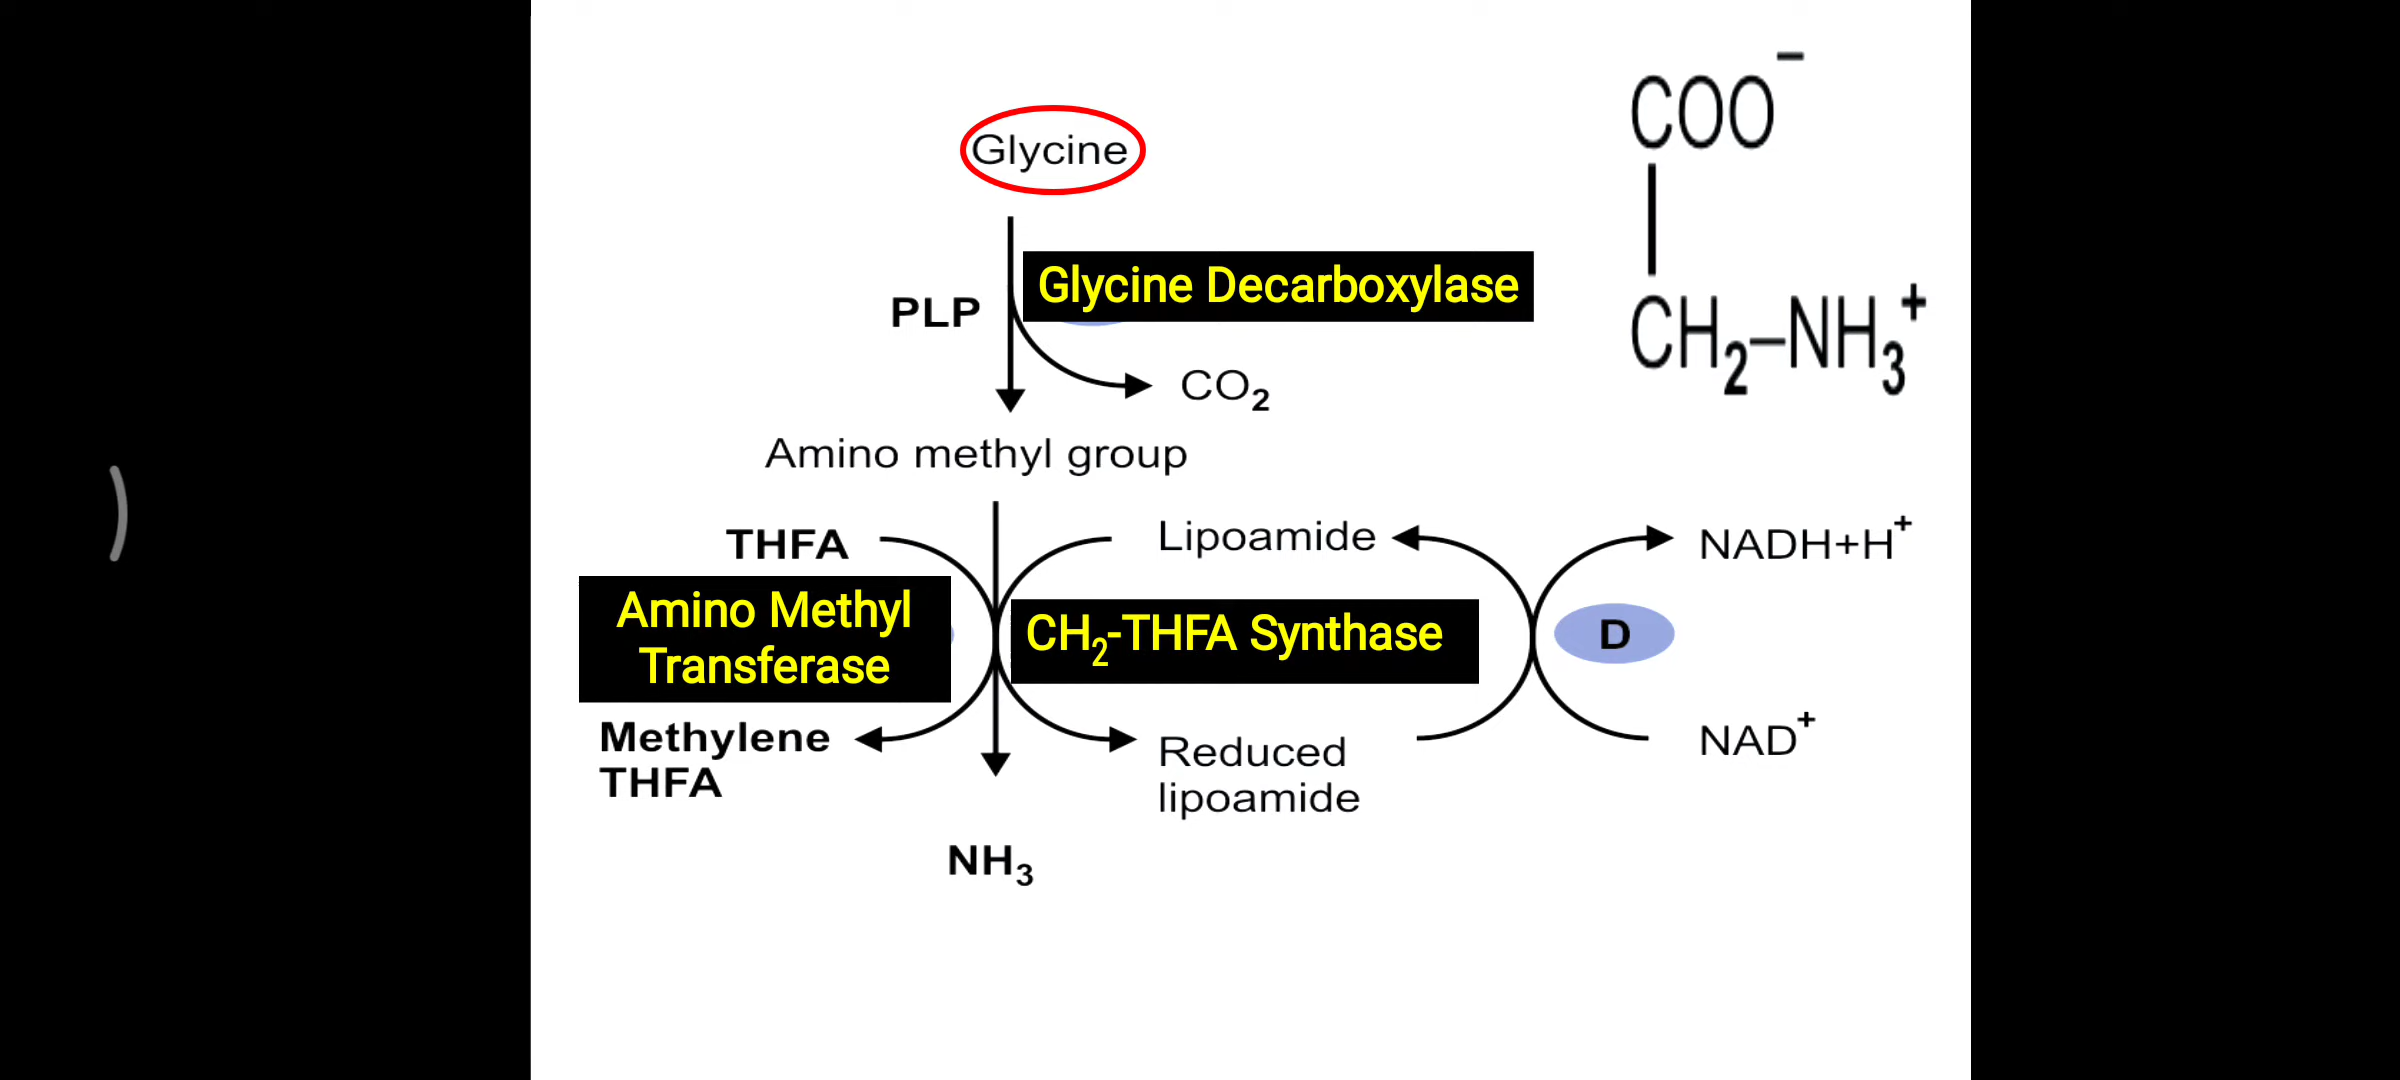 COO⁻
Glycine
Glycine Decarboxylase
PLP
CH₂–NH₃⁺
CO₂
Amino methyl group
THFA
Lipoamide
NADH+H⁺
Amino Methyl
Transferase
CH₂-THFA Synthase
D
Methylene
THFA
Reduced
lipoamide
NAD⁺
NH₃